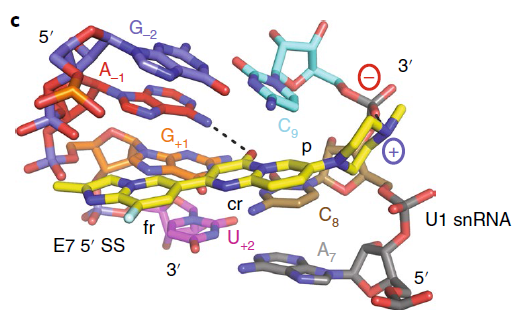 c
5′
G₋₂
A₋₁
−
3′
C₉
G₊₁
p
+
cr
C₈
fr
U₊₂
U1 snRNA
E7 5′ SS
A₇
3′
5′